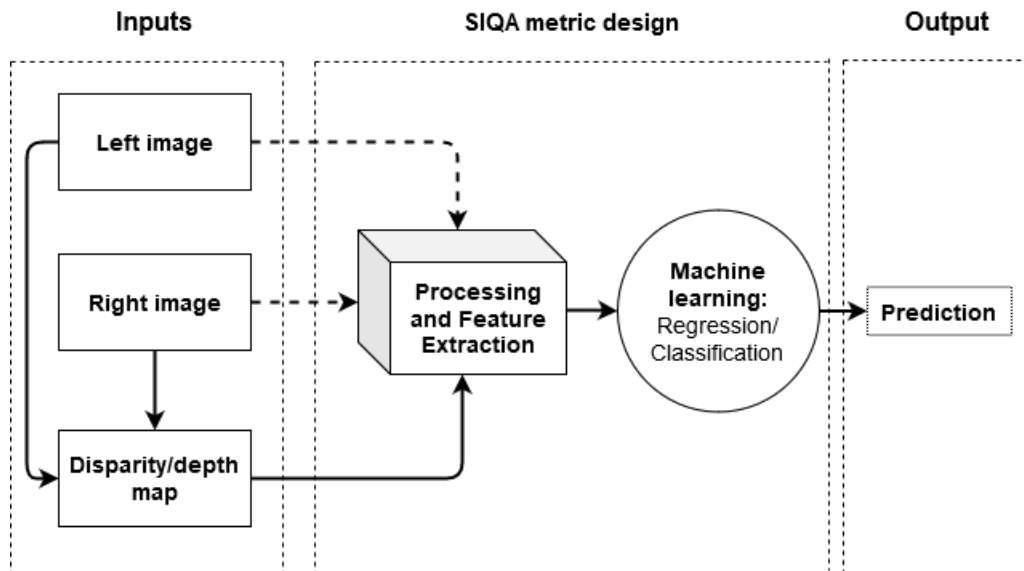 Inputs
SIQA metric design
Output
Left image
Right image
Disparity/depth
map
Processing
and Feature
Extraction
Machine
learning:
Regression/
Classification
Prediction